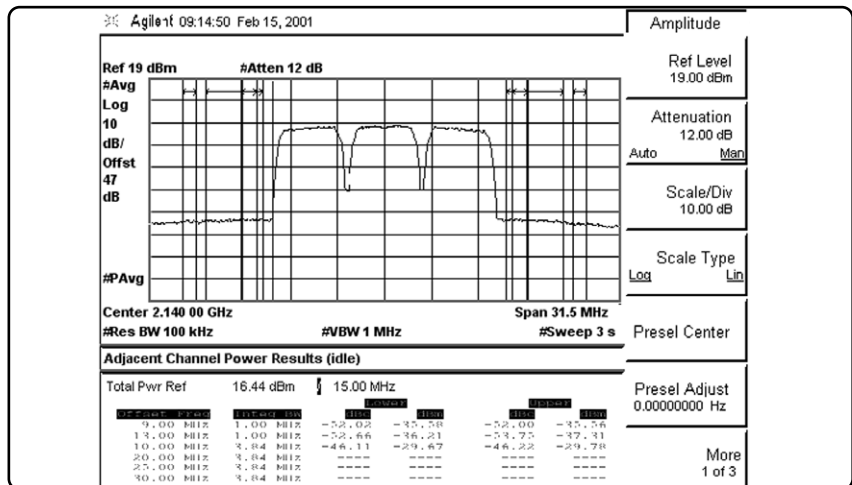 Agilent 09:14:50 Feb 15, 2001
Ref 19 dBm #Atten 12 dB
#Avg
Log
10
dB/
Offst
47
dB
#PAvg
Center 2.140 00 GHz Span 31.5 MHz
#Res BW 100 kHz #VBW 1 MHz #Sweep 3 s
Adjacent Channel Power Results (idle)
Total Pwr Ref 16.44 dBm 15.00 MHz
Lower Upper
Offset Freq Integ BW dBc dBm dBc dBm
9.00 MHz 1.00 MHz -52.02 -35.58 -52.00 -35.56
13.00 MHz 1.00 MHz -52.66 -36.21 -53.75 -37.31
10.00 MHz 3.84 MHz -46.11 -29.67 -46.22 -29.78
20.00 MHz 3.84 MHz ---- ---- ---- ----
25.00 MHz 3.84 MHz ---- ---- ---- ----
30.00 MHz 3.84 MHz ---- ---- ---- ----
Amplitude
Ref Level
19.00 dBm
Attenuation
12.00 dB
Auto Man
Scale/Div
10.00 dB
Scale Type
Log Lin
Presel Center
Presel Adjust
0.00000000 Hz
More
1 of 3